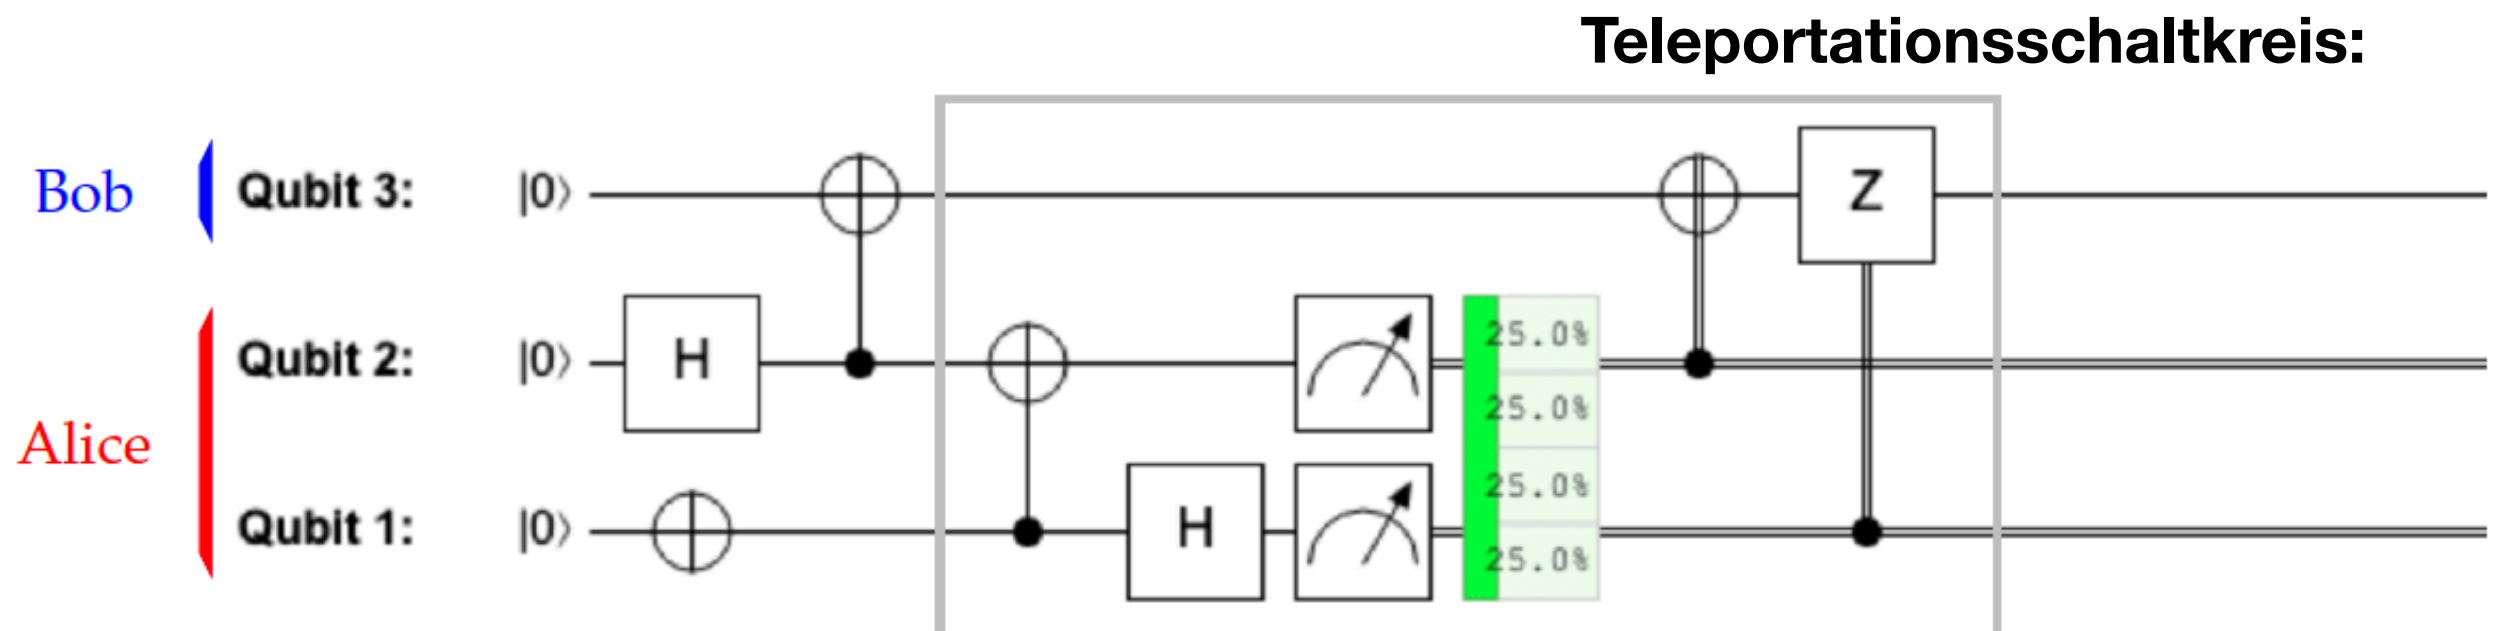 Teleportationsschaltkreis:
Bob Qubit 3: |0⟩ Z
Qubit 2: |0⟩ H
25.0%
25.0%
Alice
25.0%
Qubit 1: |0⟩ H
25.0%